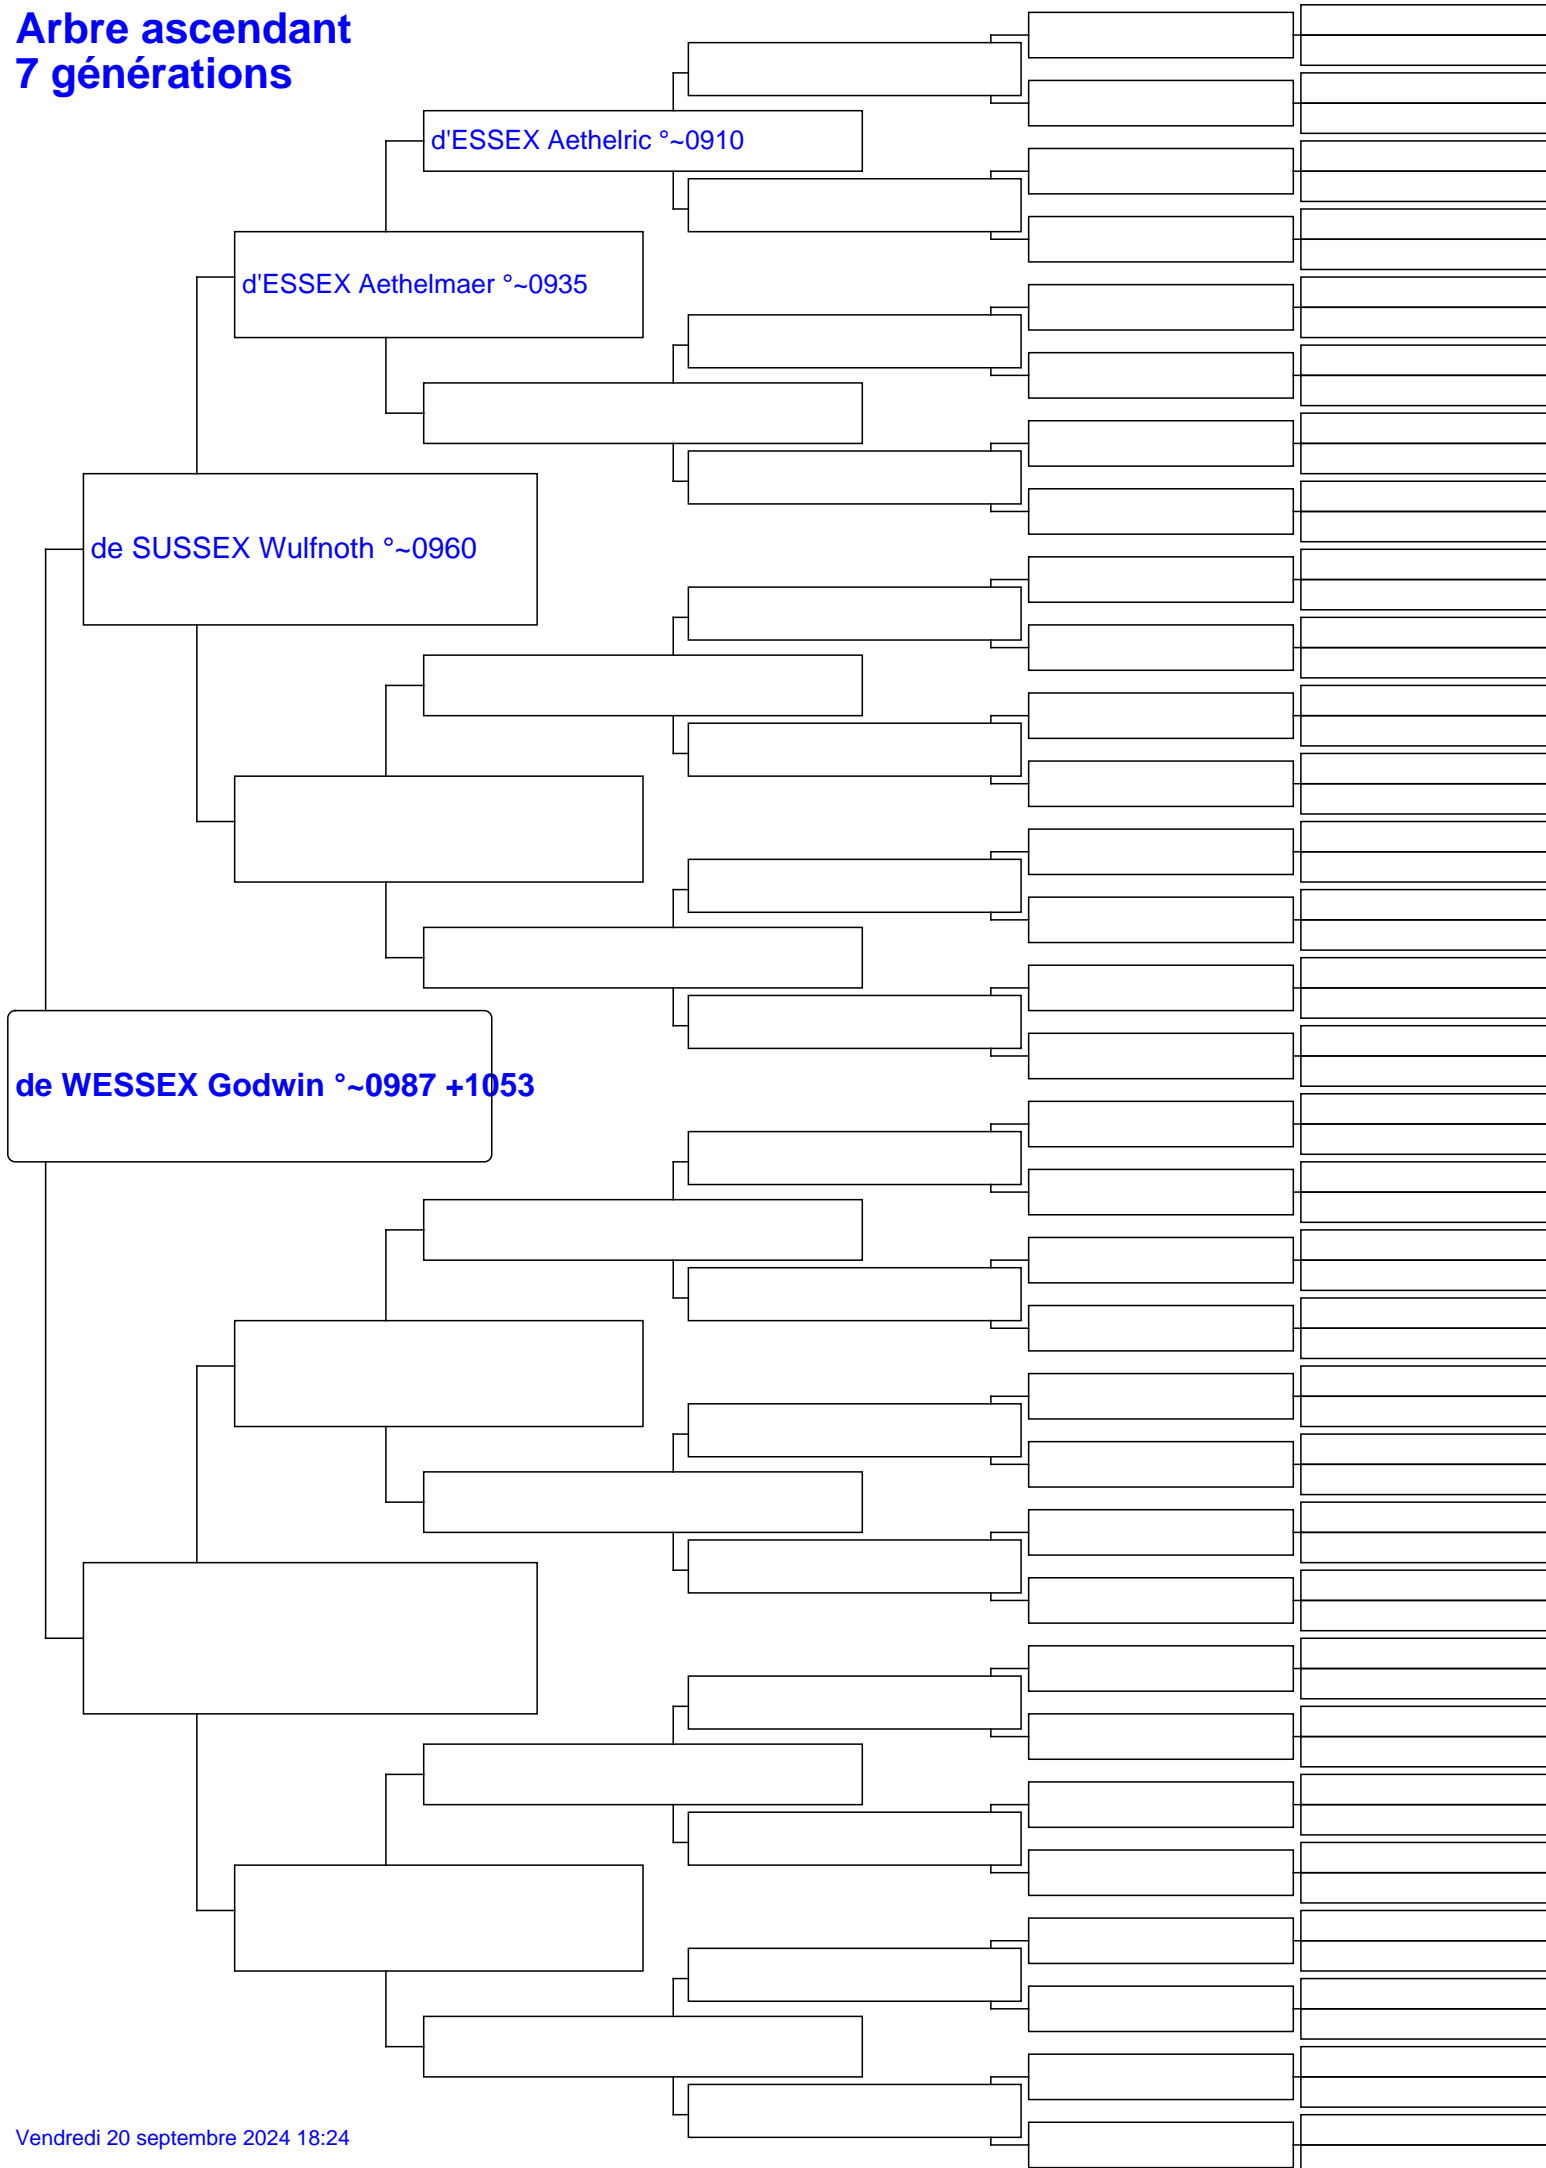 Arbre ascendant
7 générations
d'ESSEX Aethelric °~0910
d'ESSEX Aethelmaer °~0935
de SUSSEX Wulfnoth °~0960
de WESSEX Godwin °~0987 +1053
Vendredi 20 septembre 2024 18:24